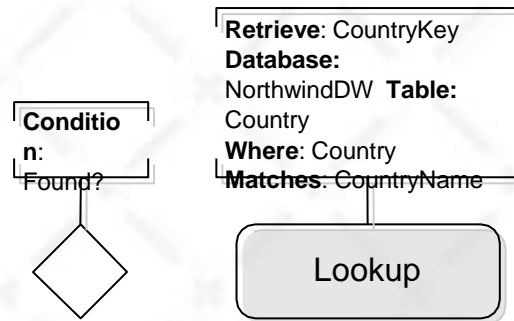 Conditio
n:
Found?
Retrieve: CountryKey
Database:
NorthwindDW Table:
Country
Where: Country
Matches: CountryName
Lookup